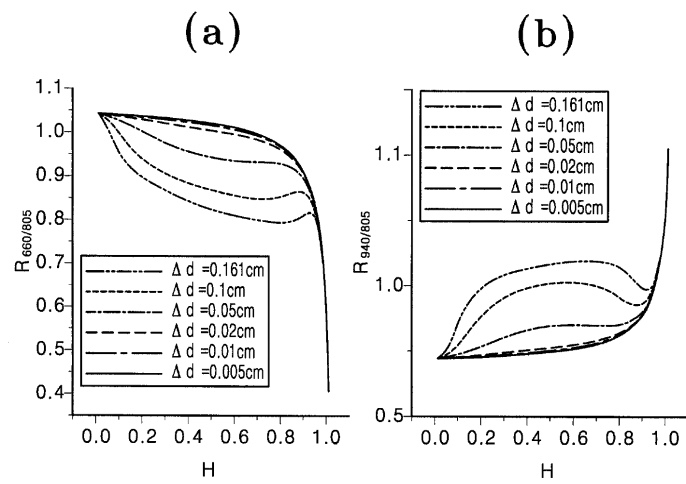 (a)
R660/805
1.1
1.0
0.9
0.8
0.7
0.6
0.5
0.4
Δ d =0.161cm
Δ d =0.1cm
Δ d =0.05cm
Δ d =0.02cm
Δ d =0.01cm
Δ d =0.005cm
0.0 0.2 0.4 0.6 0.8 1.0
H
(b)
R940/805
1.1
1.0
0.5
Δ d =0.161cm
Δ d =0.1cm
Δ d =0.05cm
Δ d =0.02cm
Δ d =0.01cm
Δ d =0.005cm
0.0 0.2 0.4 0.6 0.8 1.0
H